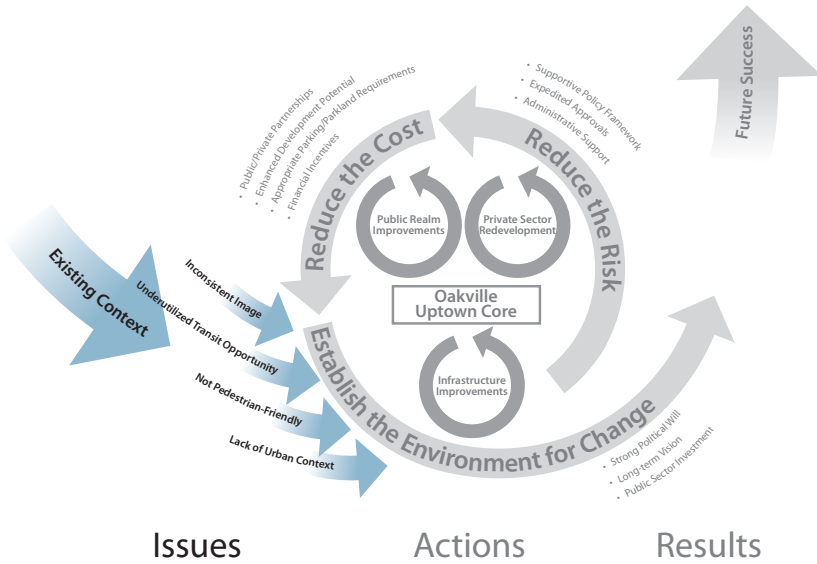 Future Success
• Supportive Policy Framework
• Expedited Approvals
• Administrative Support
• Public/Private Partnerships
• Enhanced Development Potential
• Appropriate Parking/Parkland Requirements
• Financial Incentives
Reduce the Cost
Reduce the Risk
Public Realm
Improvements
Private Sector
Redevelopment
Existing Context
Inconsistent Image
Underutilized Transit Opportunity
Not Pedestrian-Friendly
Lack of Urban Context
Oakville
Uptown Core
Infrastructure
Improvements
Establish the Environment for Change
• Strong Political Will
• Long-term Vision
• Public Sector Investment
Issues
Actions
Results